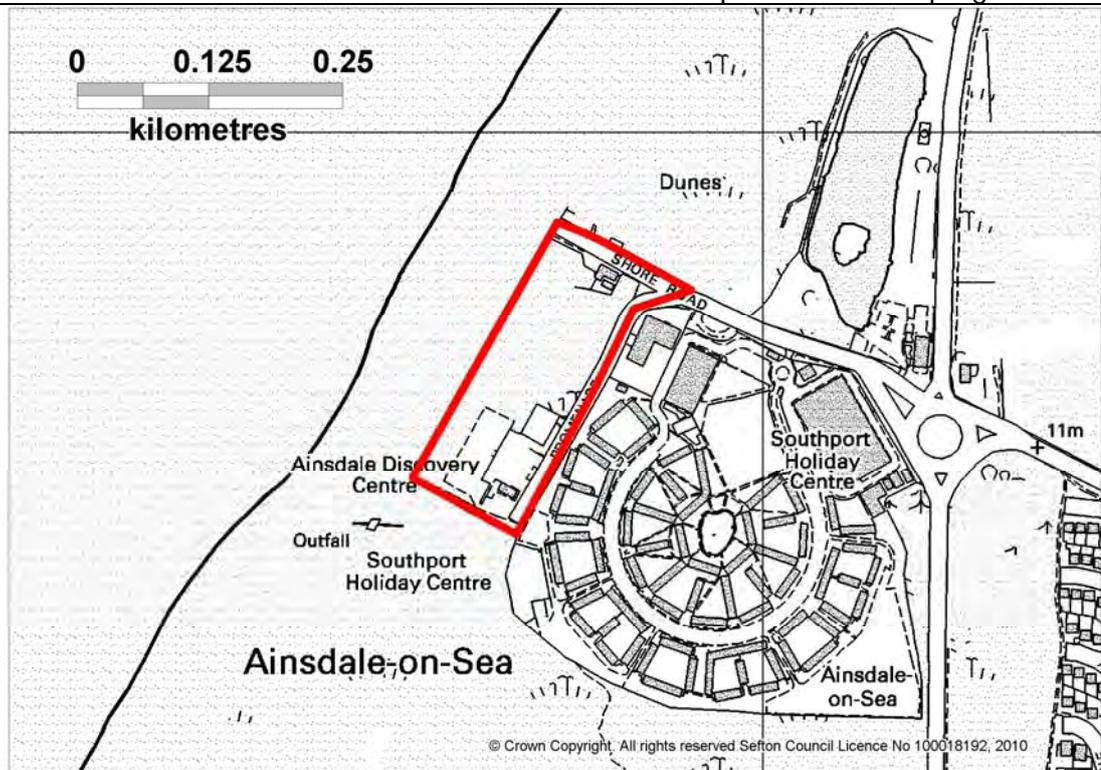 0 0.125 0.25
kilometres
Dunes
SHORE ROAD
11m
Southport
Holiday
Centre
Ainsdale Discovery
Centre
Outfall
Southport
Holiday Centre
Ainsdale-on-Sea
Ainsdale-
on-Sea
© Crown Copyright. All rights reserved Sefton Council Licence No 100018192, 2010